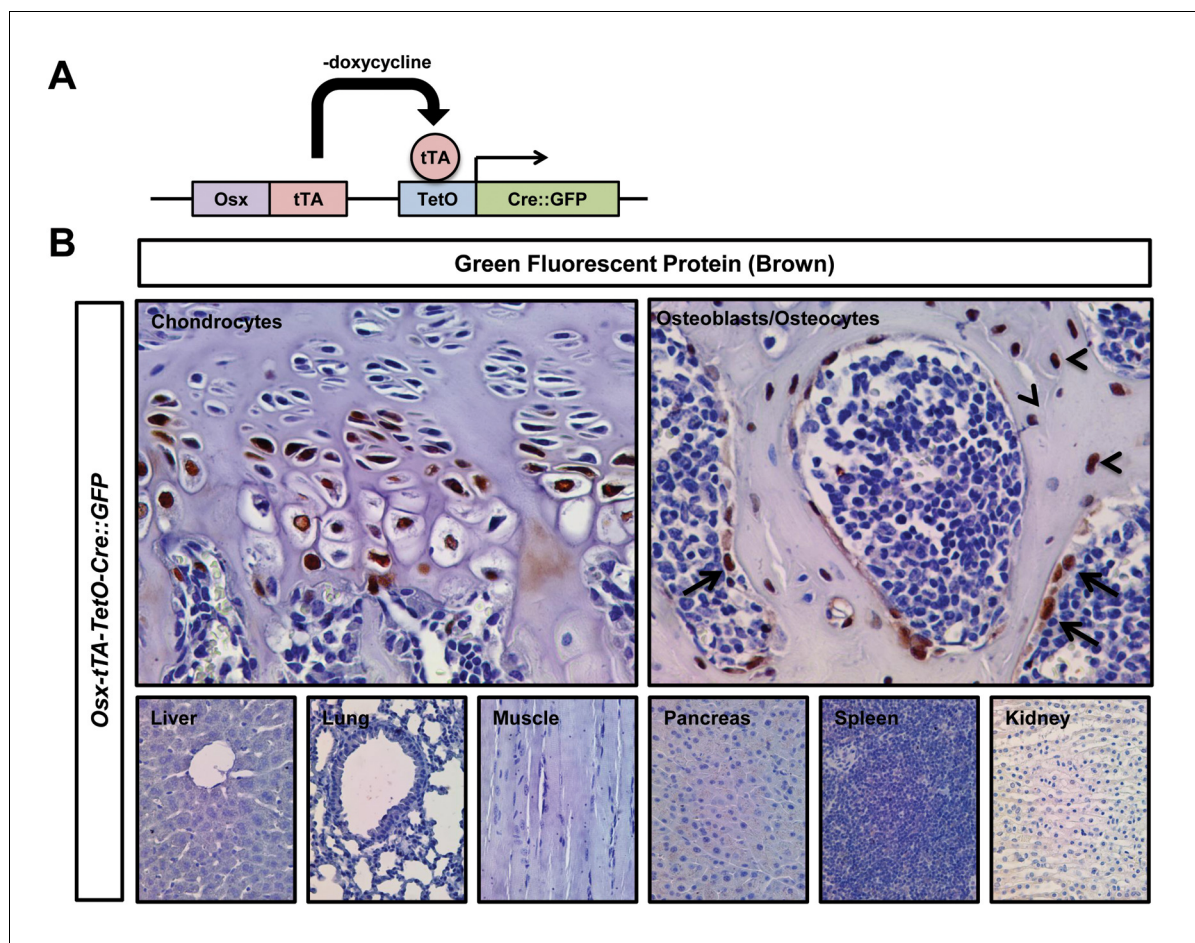 A
-doxycycline
tTA
Osx
tTA
TetO
Cre::GFP
B
Green Fluorescent Protein (Brown)
Osx-tTA-TetO-Cre::GFP
Chondrocytes
Osteoblasts/Osteocytes
Liver
Lung
Muscle
Pancreas
Spleen
Kidney